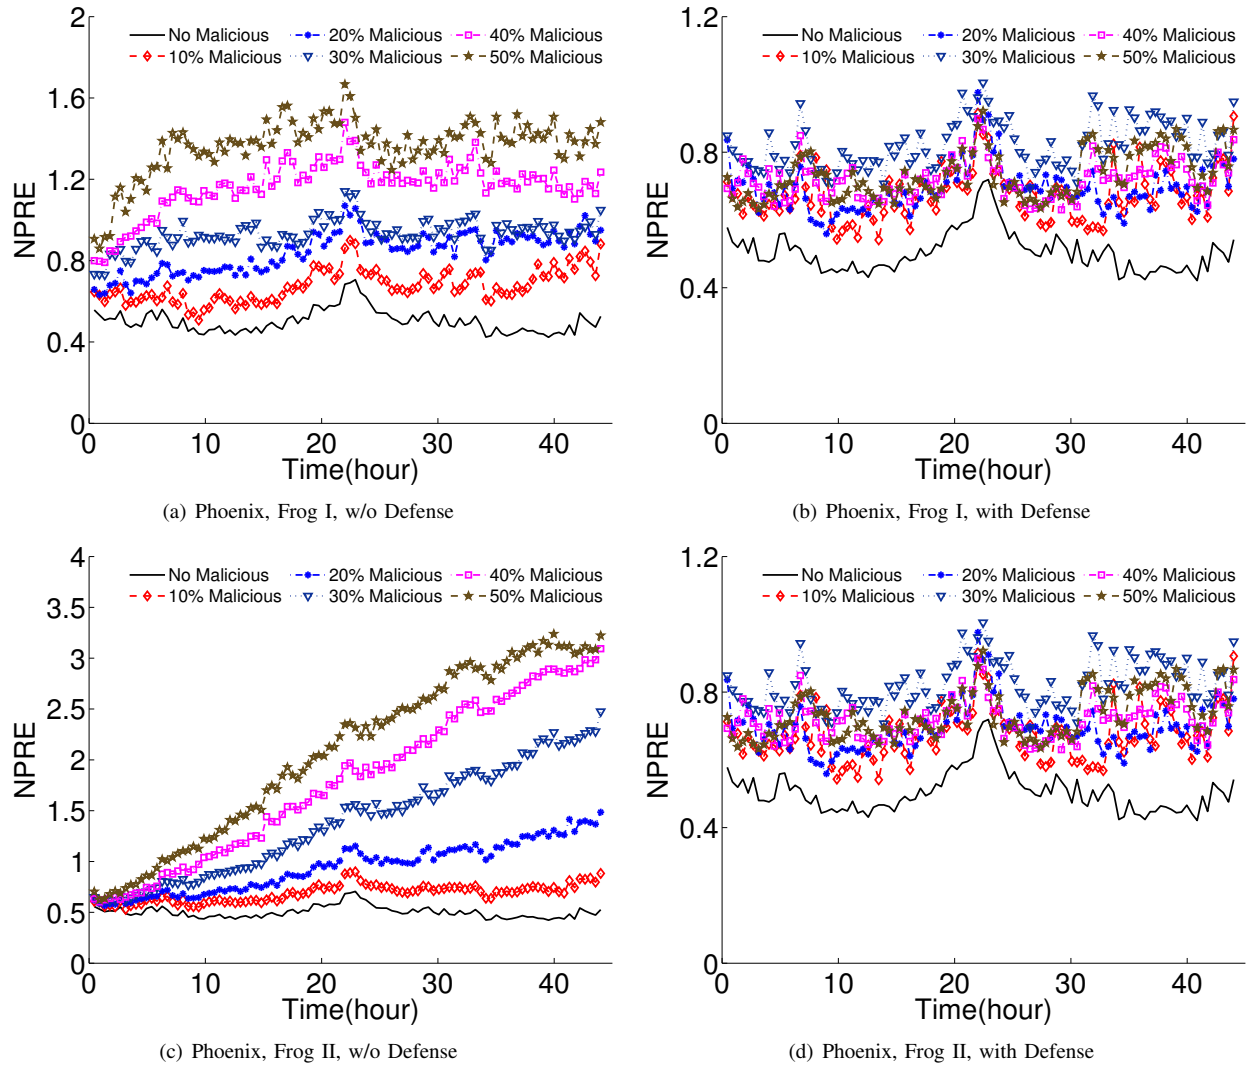 2
1.6
1.2
0.8
0.4
0
NPRE
No Malicious
10% Malicious
20% Malicious
30% Malicious
40% Malicious
50% Malicious
0 10 20 30 40
Time(hour)
(a) Phoenix, Frog I, w/o Defense
1.2
0.8
0.4
0
NPRE
No Malicious
10% Malicious
20% Malicious
30% Malicious
40% Malicious
50% Malicious
0 10 20 30 40
Time(hour)
(b) Phoenix, Frog I, with Defense
4
3.5
3
2.5
2
1.5
1
0.5
0
NPRE
No Malicious
10% Malicious
20% Malicious
30% Malicious
40% Malicious
50% Malicious
0 10 20 30 40
Time(hour)
(c) Phoenix, Frog II, w/o Defense
1.2
0.8
0.4
0
NPRE
No Malicious
10% Malicious
20% Malicious
30% Malicious
40% Malicious
50% Malicious
0 10 20 30 40
Time(hour)
(d) Phoenix, Frog II, with Defense